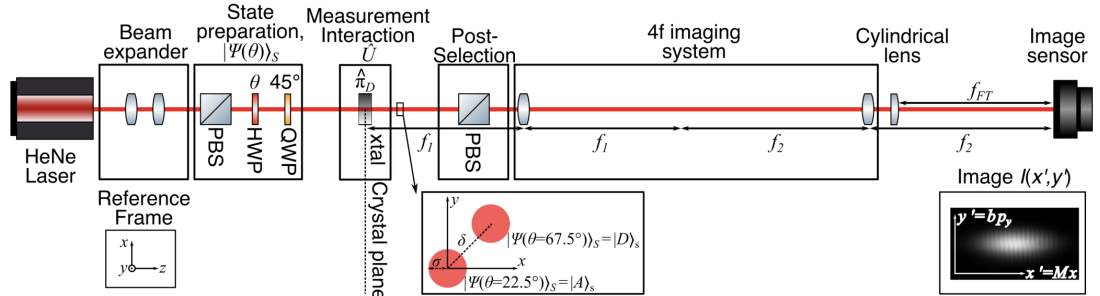 Beam
expander
State
preparation,
|Ψ(θ)⟩S
Measurement
Interaction
Û
Post-
Selection
4f imaging
system
Cylindrical
lens
Image
sensor
HeNe
Laser
PBS
θ
HWP
45°
QWP
π̂D
xtal
Crystal plane
f1
PBS
f1
f2
fFT
f2
Reference
Frame
x
y
z
y
δ
|Ψ(θ=67.5°)⟩S=|D⟩s
σ
x
|Ψ(θ=22.5°)⟩S=|A⟩s
Image I(x',y')
y'=bpy
x'=Mx